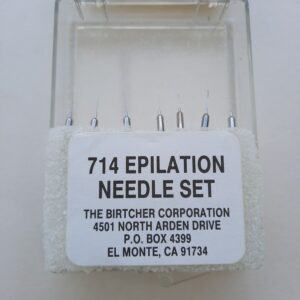 714 EPILATION
NEEDLE SET
THE BIRTCHER CORPORATION
4501 NORTH ARDEN DRIVE
P.O. BOX 4399
EL MONTE, CA 91734